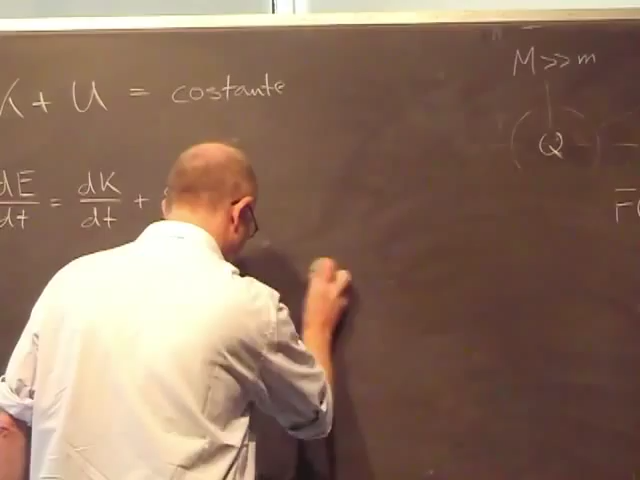 K + U = costante
M>>m
Q
dE/dt = dK/dt +
F(